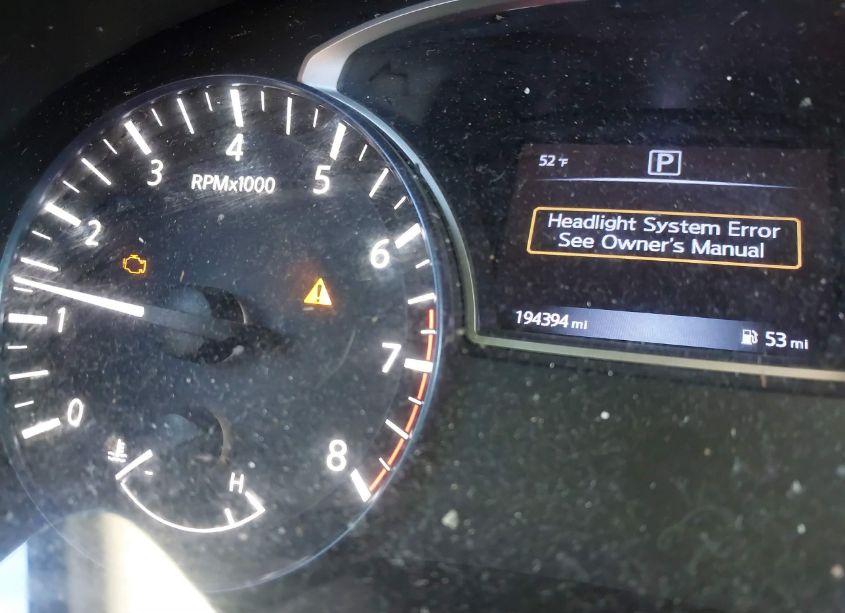 0
1
2
3
4
5
6
7
8
RPMx1000
H
52 °F
P
Headlight System Error
See Owner's Manual
194394 mi
53 mi